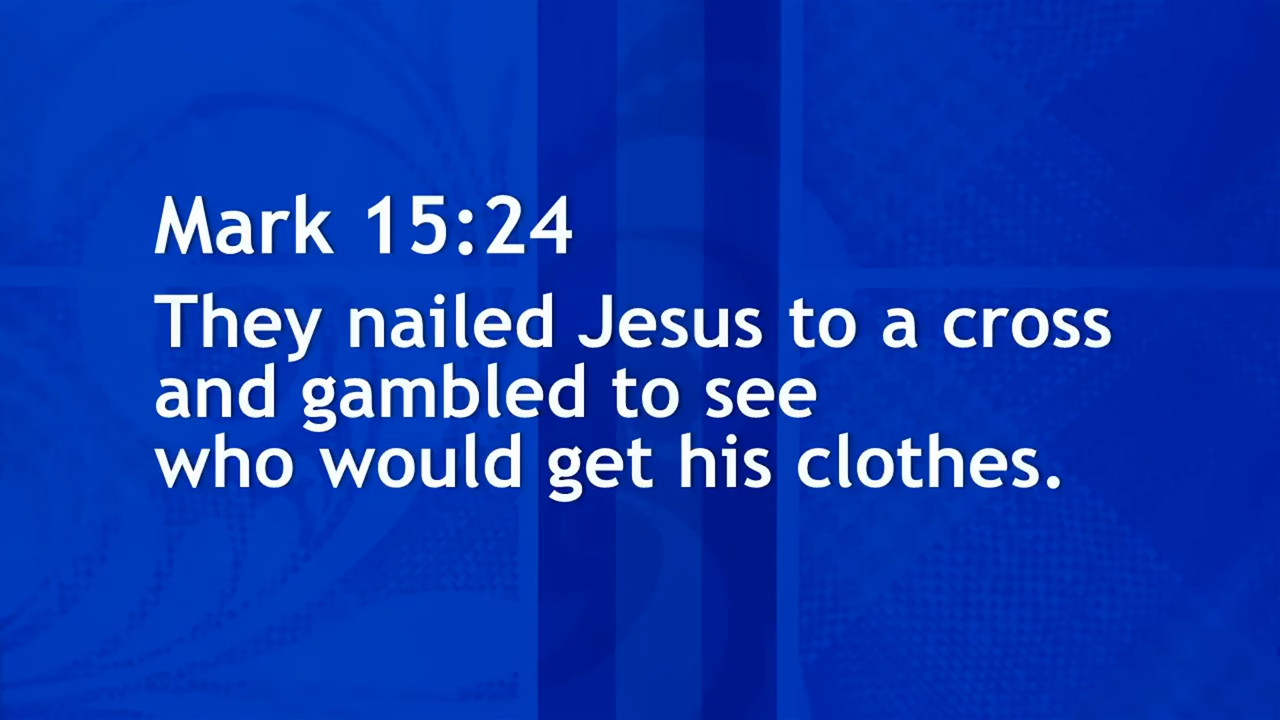 Mark 15:24
They nailed Jesus to a cross
and gambled to see
who would get his clothes.